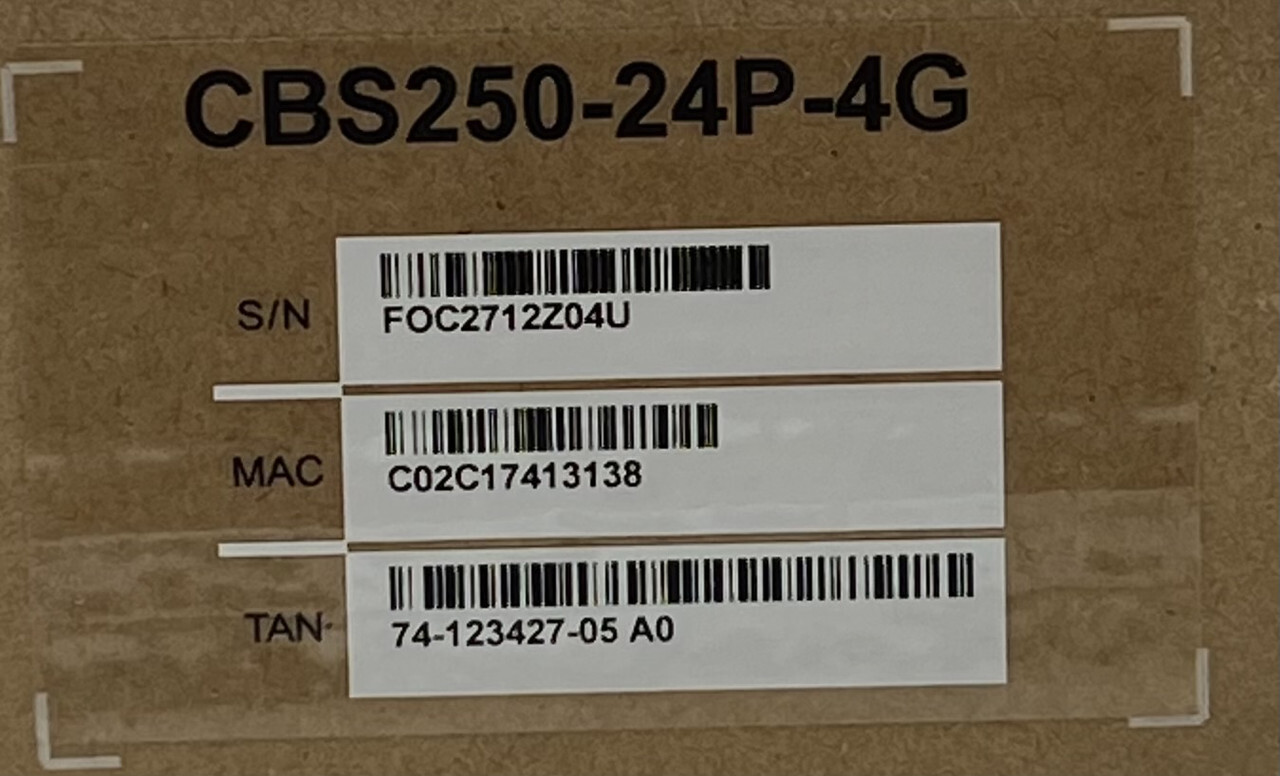 CBS250-24P-4G
S/N FOC2712Z04U
MAC C02C17413138
TAN 74-123427-05 A0